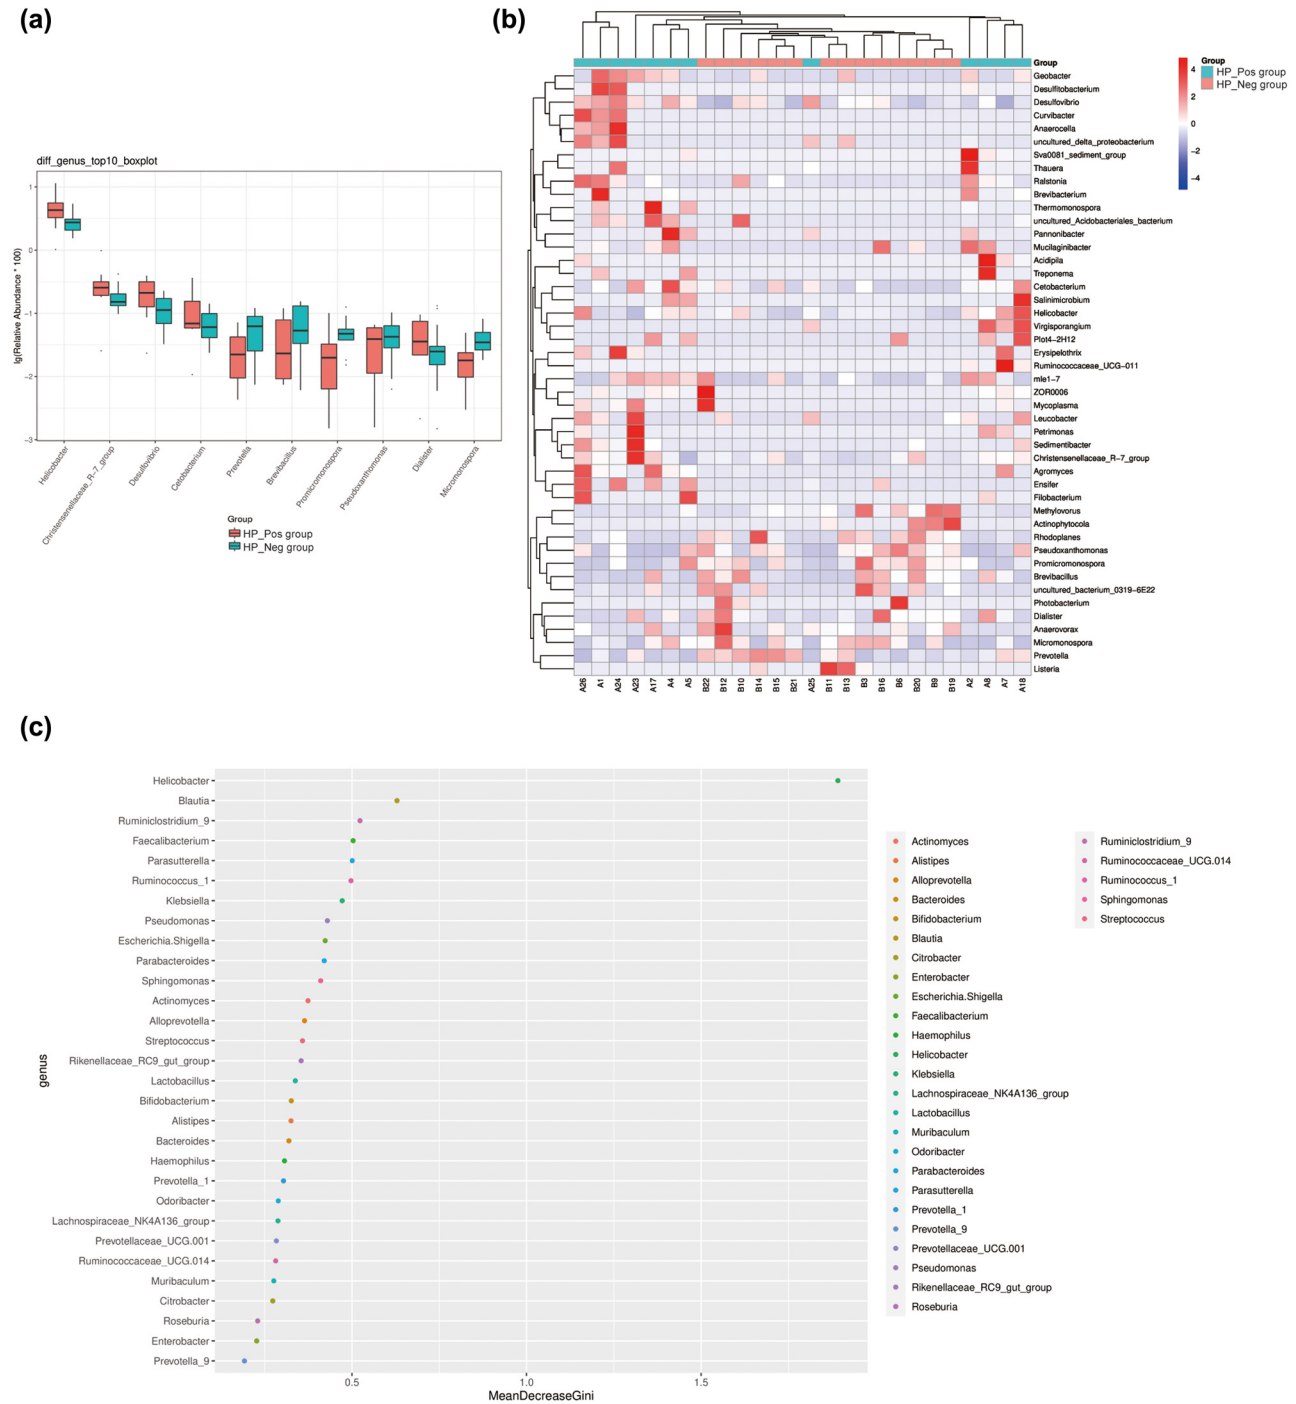 (a)
diff_genus_top10_boxplot
lg(Relative Abundance * 100)
1
0
−1
−2
−3
Helicobacter
Christensenellaceae_R−7_group
Desulfovibrio
Cetobacterium
Prevotella
Brevibacillus
Promicromonospora
Pseudoxanthomonas
Dialister
Micromonospora
Group
HP_Pos group
HP_Neg group
(b)
Group
Geobacter
Desulfitobacterium
Desulfovibrio
Curvibacter
Anaerocella
uncultured_delta_proteobacterium
Sva0081_sediment_group
Thauera
Ralstonia
Brevibacterium
Thermomonospora
uncultured_Acidobacteriales_bacterium
Pannonibacter
Mucilaginibacter
Acidipila
Treponema
Cetobacterium
Salinimicrobium
Helicobacter
Virgisporangium
Plot4−2H12
Erysipelothrix
Ruminococcaceae_UCG−011
mle1−7
ZOR0006
Mycoplasma
Leucobacter
Petrimonas
Sedimentibacter
Christensenellaceae_R−7_group
Agromyces
Ensifer
Filobacterium
Methylovorus
Actinophytocola
Rhodoplanes
Pseudoxanthomonas
Promicromonospora
Brevibacillus
uncultured_bacterium_0319−6E22
Photobacterium
Dialister
Anaerovorax
Micromonospora
Prevotella
Listeria
A26 A1 A24 A23 A17 A4 A5 B22 B12 B10 B14 B15 B21 A25 B11 B13 B3 B16 B6 B20 B9 B19 A2 A8 A7 A18
4
2
0
−2
−4
Group
HP_Pos group
HP_Neg group
(c)
genus
Helicobacter
Blautia
Ruminiclostridium_9
Faecalibacterium
Parasutterella
Ruminococcus_1
Klebsiella
Pseudomonas
Escherichia.Shigella
Parabacteroides
Sphingomonas
Actinomyces
Alloprevotella
Streptococcus
Rikenellaceae_RC9_gut_group
Lactobacillus
Bifidobacterium
Alistipes
Bacteroides
Haemophilus
Prevotella_1
Odoribacter
Lachnospiraceae_NK4A136_group
Prevotellaceae_UCG.001
Ruminococcaceae_UCG.014
Muribaculum
Citrobacter
Roseburia
Enterobacter
Prevotella_9
0.5 1.0 1.5
MeanDecreaseGini
Actinomyces
Alistipes
Alloprevotella
Bacteroides
Bifidobacterium
Blautia
Citrobacter
Enterobacter
Escherichia.Shigella
Faecalibacterium
Haemophilus
Helicobacter
Klebsiella
Lachnospiraceae_NK4A136_group
Lactobacillus
Muribaculum
Odoribacter
Parabacteroides
Parasutterella
Prevotella_1
Prevotella_9
Prevotellaceae_UCG.001
Pseudomonas
Rikenellaceae_RC9_gut_group
Roseburia
Ruminiclostridium_9
Ruminococcaceae_UCG.014
Ruminococcus_1
Sphingomonas
Streptococcus